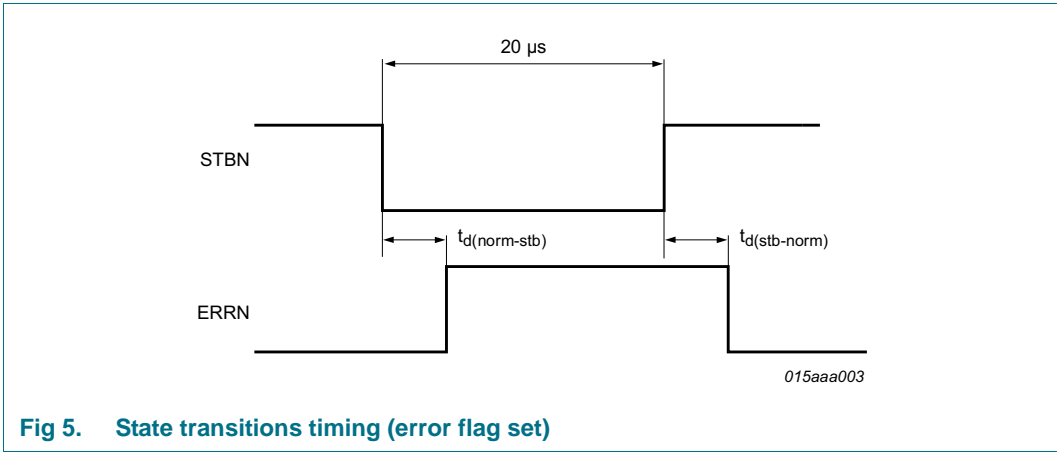 20 µs
STBN
td(norm-stb)
td(stb-norm)
ERRN
015aaa003
Fig 5. State transitions timing (error flag set)